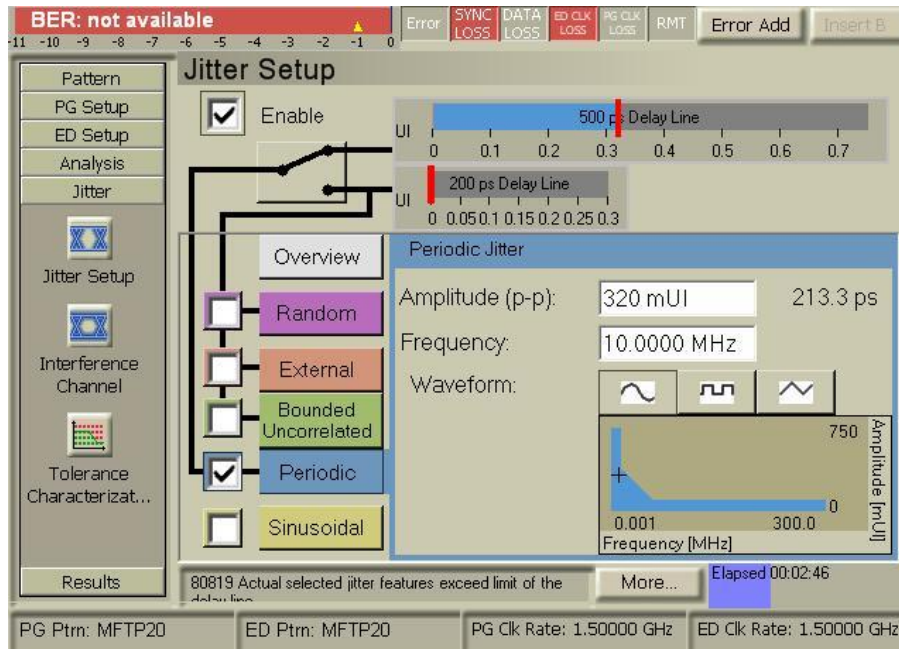 BER: not available
-11 -10 -9 -8 -7 -6 -5 -4 -3 -2 -1 0
Error
SYNC LOSS
DATA LOSS
ED CLK LOSS
PG CLK LOSS
RMT
Error Add
Insert B
Pattern
PG Setup
ED Setup
Analysis
Jitter
Jitter Setup
Interference
Channel
Tolerance
Characterizat...
Results
Jitter Setup
Enable
500 ps Delay Line
UI
0 0.1 0.2 0.3 0.4 0.5 0.6 0.7
200 ps Delay Line
UI
0 0.05 0.1 0.15 0.2 0.25 0.3
Overview
Random
External
Bounded
Uncorrelated
Periodic
Sinusoidal
Periodic Jitter
Amplitude (p-p): 320 mUI 213.3 ps
Frequency: 10.0000 MHz
Waveform:
750
0
0.001 300.0
Frequency [MHz]
Amplitude [mUI]
80819 Actual selected jitter features exceed limit of the
delay line
More...
Elapsed 00:02:46
PG Ptrn: MFTP20
ED Ptrn: MFTP20
PG Clk Rate: 1.50000 GHz
ED Clk Rate: 1.50000 GHz